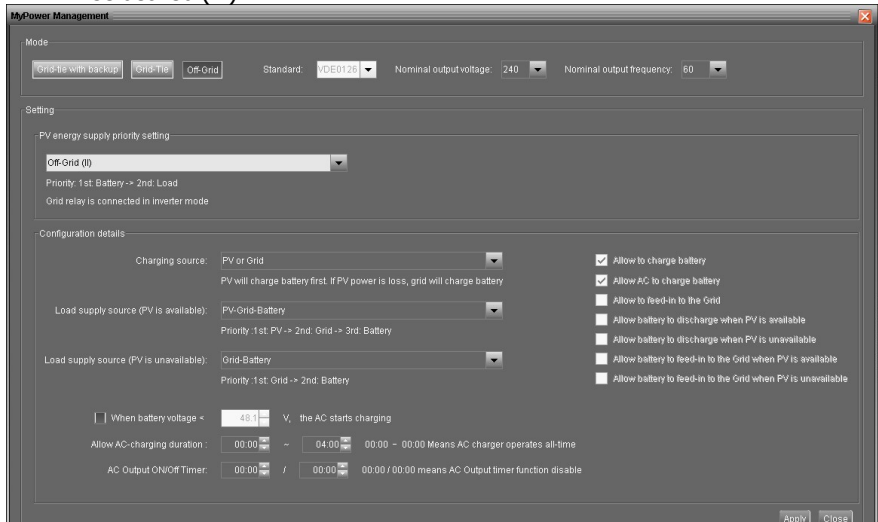 MyPower Management
Mode
Grid-tie with backup Grid-Tie Off-Grid Standard: VDE0126 Nominal output voltage: 240 Nominal output frequency: 60
Setting
PV energy supply priority setting
Off-Grid (II)
Priority: 1st: Battery -> 2nd: Load
Grid relay is connected in inverter mode
Configuration details
Charging source: PV or Grid
PV will charge battery first. If PV power is loss, grid will charge battery
Load supply source (PV is available): PV-Grid-Battery
Priority :1st: PV -> 2nd: Grid -> 3rd: Battery
Load supply source (PV is unavailable): Grid-Battery
Priority :1st: Grid -> 2nd: Battery
Allow to charge battery
Allow AC to charge battery
Allow to feed-in to the Grid
Allow battery to discharge when PV is available
Allow battery to discharge when PV is unavailable
Allow battery to feed-in to the Grid when PV is available
Allow battery to feed-in to the Grid when PV is unavailable
When battery voltage < 48.1 V, the AC starts charging
Allow AC-charging duration : 00:00 ~ 04:00 00:00 ~ 00:00 Means AC charger operates all-time
AC Output ON/Off Timer: 00:00 / 00:00 00:00 / 00:00 means AC Output timer function disable
Apply Close